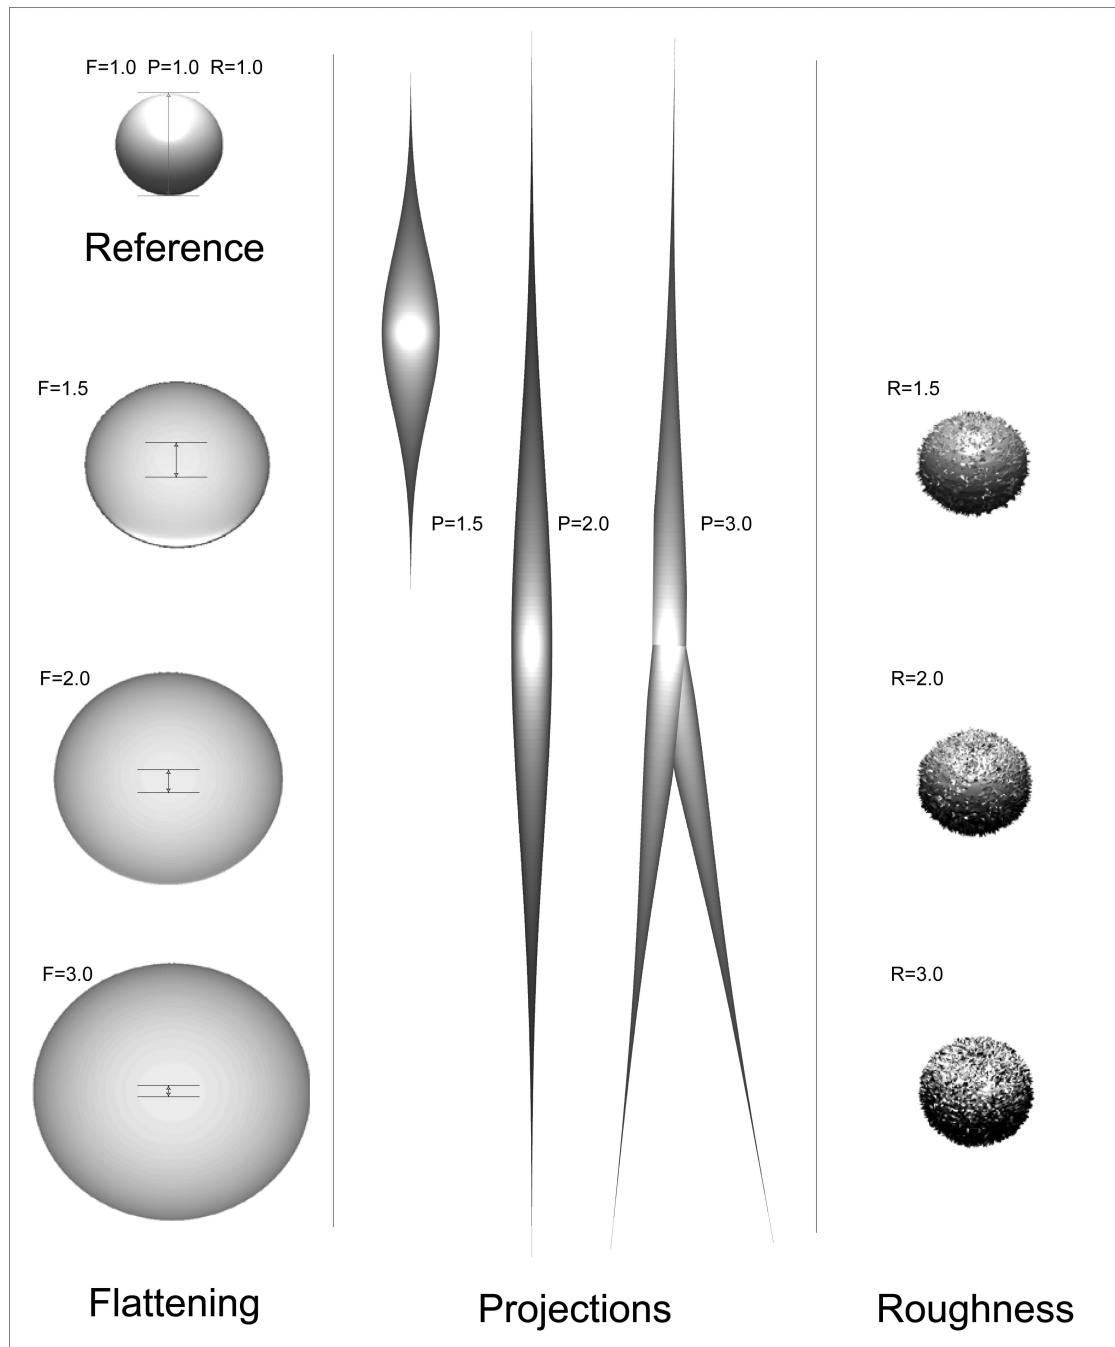 F=1.0 P=1.0 R=1.0
Reference
F=1.5
F=2.0
F=3.0
Flattening
P=1.5
P=2.0
P=3.0
Projections
R=1.5
R=2.0
R=3.0
Roughness